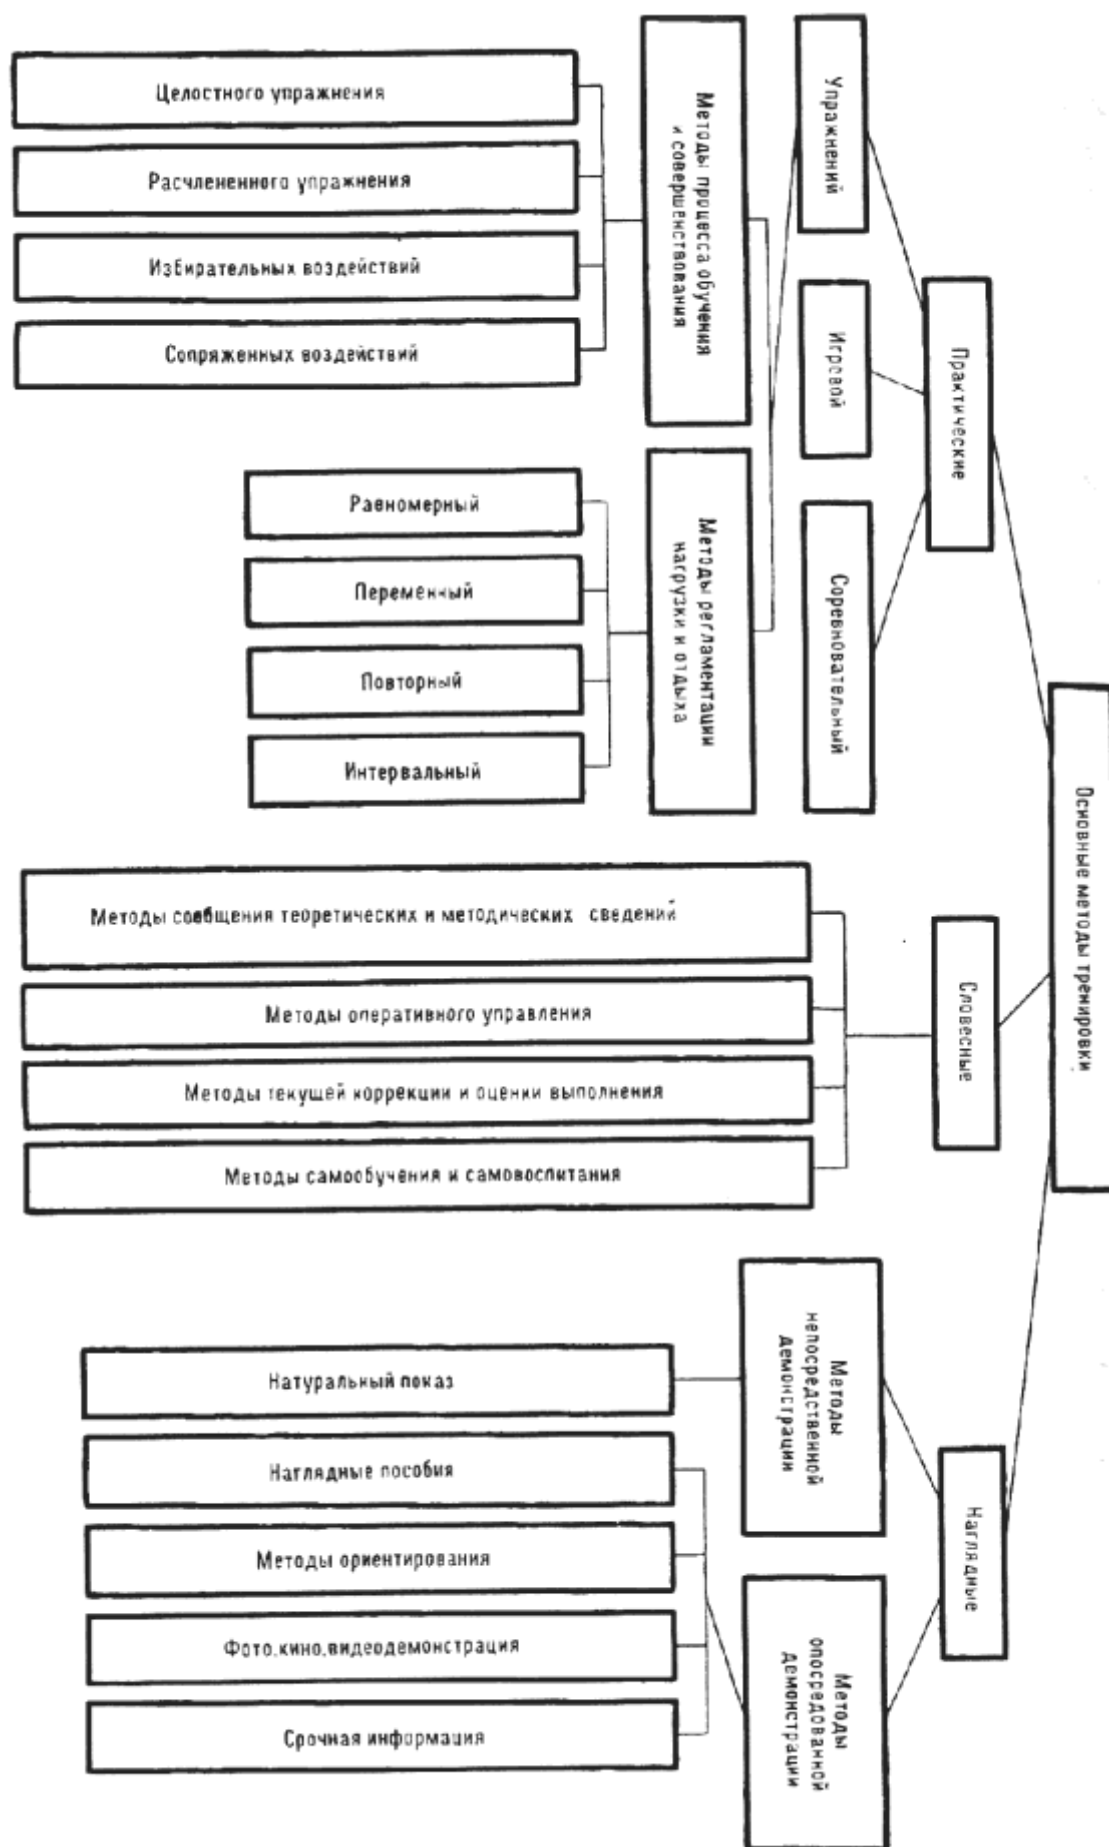 Основные методы тренировки
Практические
Словесные
Наглядные
Упражнений
Игровой
Соревновательный
Методы процесса обучения
и совершенствования
Методы регламентации
нагрузки и отдыха
Целостного упражнения
Расчлененного упражнения
Избирательных воздействий
Сопряженных воздействий
Равномерный
Переменный
Повторный
Интервальный
Методы сообщения теоретических и методических сведений
Методы оперативного управления
Методы текущей коррекции и оценки выполнения
Методы самообучения и самовоспитания
Методы
непосредственной
демонстрации
Методы
опосредованной
демонстрации
Натуральный показ
Наглядные пособия
Методы ориентирования
Фото,кино,видеодемонстрация
Срочная информация